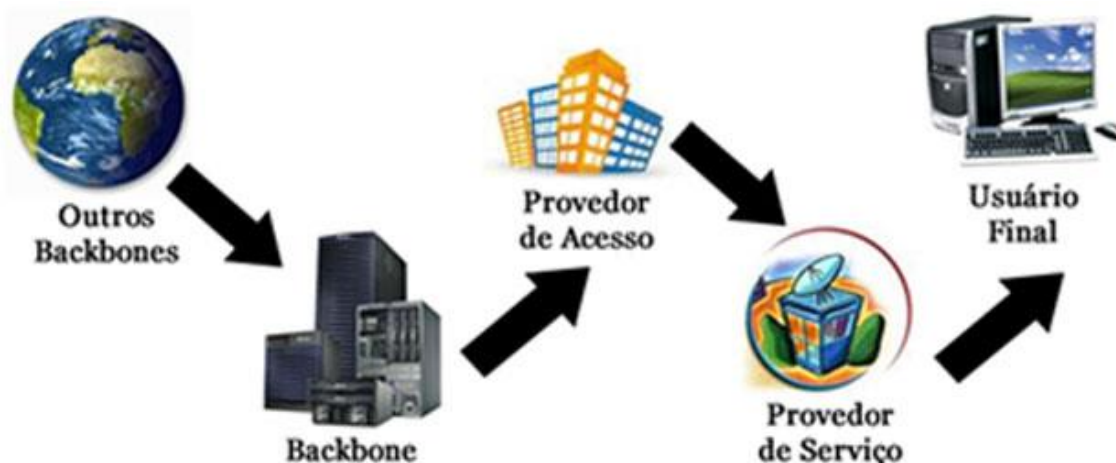 Outros
Backbones
Backbone
Provedor
de Acesso
Provedor
de Serviço
Usuário
Final